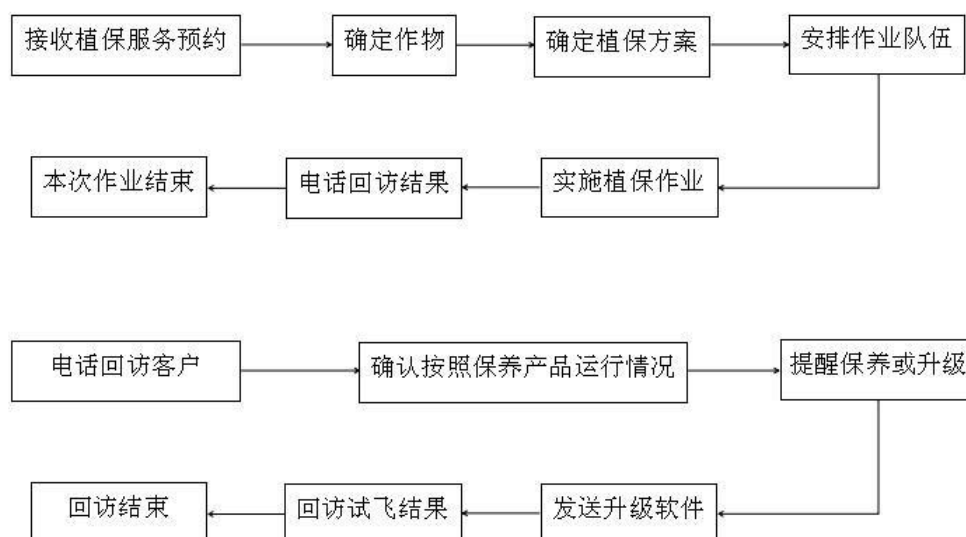 接收植保服务预约
确定作物
确定植保方案
安排作业队伍
实施植保作业
电话回访结果
本次作业结束
电话回访客户
确认按照保养产品运行情况
提醒保养或升级
发送升级软件
回访试飞结果
回访结束